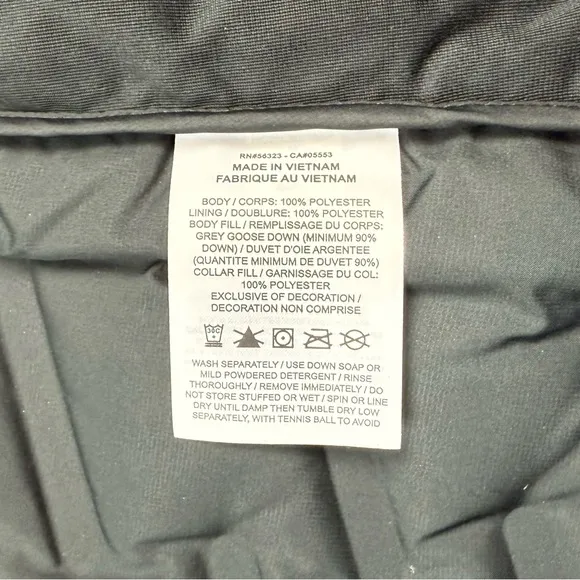 RN#56323 - CA#05553
MADE IN VIETNAM
FABRIQUE AU VIETNAM
BODY / CORPS: 100% POLYESTER
LINING / DOUBLURE: 100% POLYESTER
BODY FILL / REMPLISSAGE DU CORPS:
GREY GOOSE DOWN (MINIMUM 90%
DOWN) / DUVET D'OIE ARGENTEE
(QUANTITE MINIMUM DE DUVET 90%)
COLLAR FILL / GARNISSAGE DU COL:
100% POLYESTER
EXCLUSIVE OF DECORATION /
DECORATION NON COMPRISE
WASH SEPARATELY / USE DOWN SOAP OR
MILD POWDERED DETERGENT / RINSE
THOROUGHLY / REMOVE IMMEDIATELY / DO
NOT STORE STUFFED OR WET / SPIN OR LINE
DRY UNTIL DAMP THEN TUMBLE DRY LOW
SEPARATELY, WITH TENNIS BALL TO AVOID